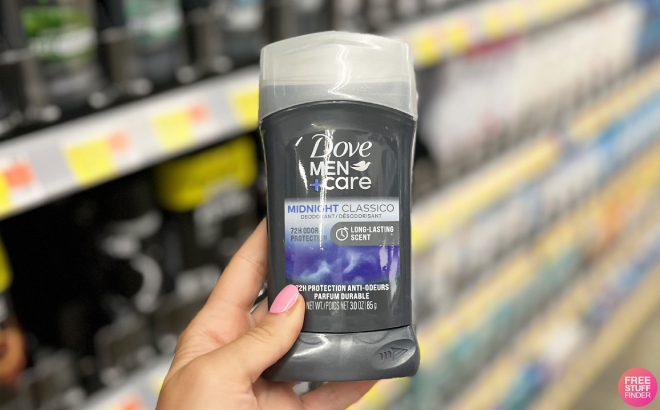 Dove
MEN
+care
MIDNIGHT CLASSICO
DEODORANT/DÉSODORISANT
72H ODOR
PROTECTION
LONG-LASTING
SCENT
72H PROTECTION ANTI-ODEURS
PARFUM DURABLE
NET WT./POIDS NET 3.0 OZ 85 g
FREE
STUFF
FINDER